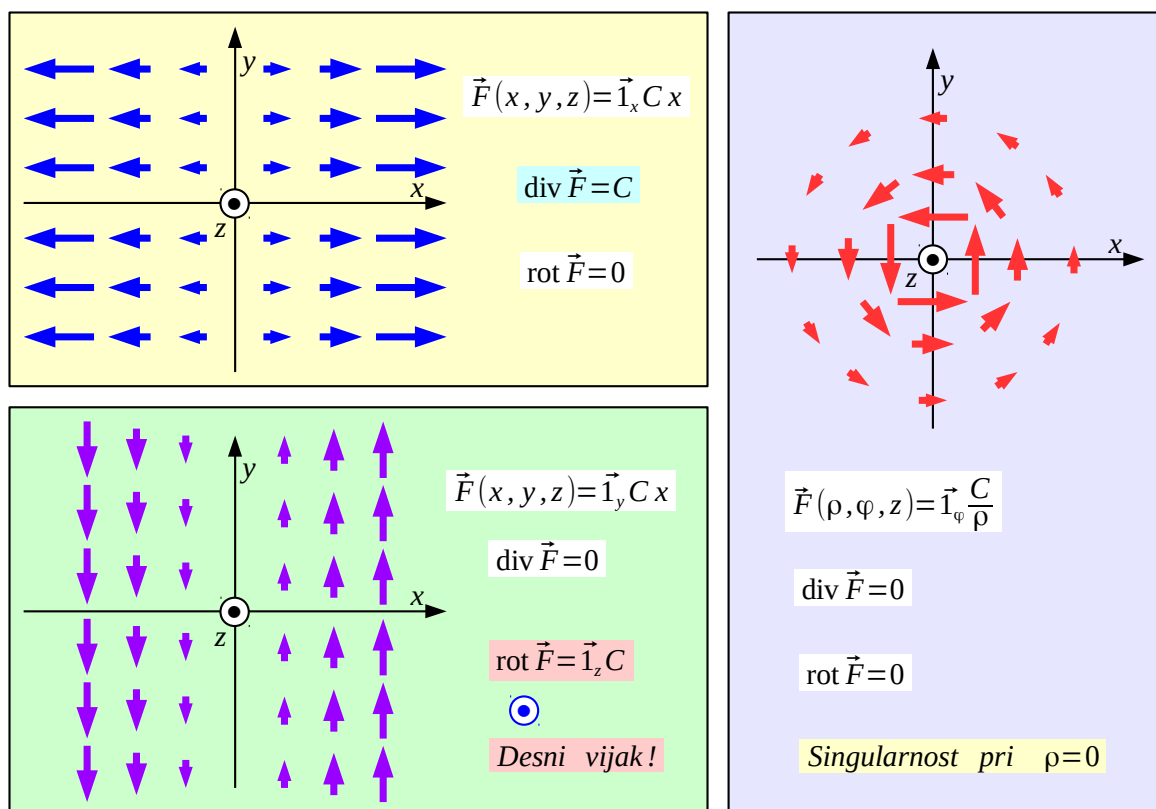 y
x
z
F⃗(x, y, z)=1⃗ₓ C x
div F⃗=C
rot F⃗=0
y
x
z
F⃗(x, y, z)=1⃗_y C x
div F⃗=0
rot F⃗=1⃗_z C
Desni vijak!
y
x
z
F⃗(ρ, φ, z)=1⃗_φ C/ρ
div F⃗=0
rot F⃗=0
Singularnost pri ρ=0